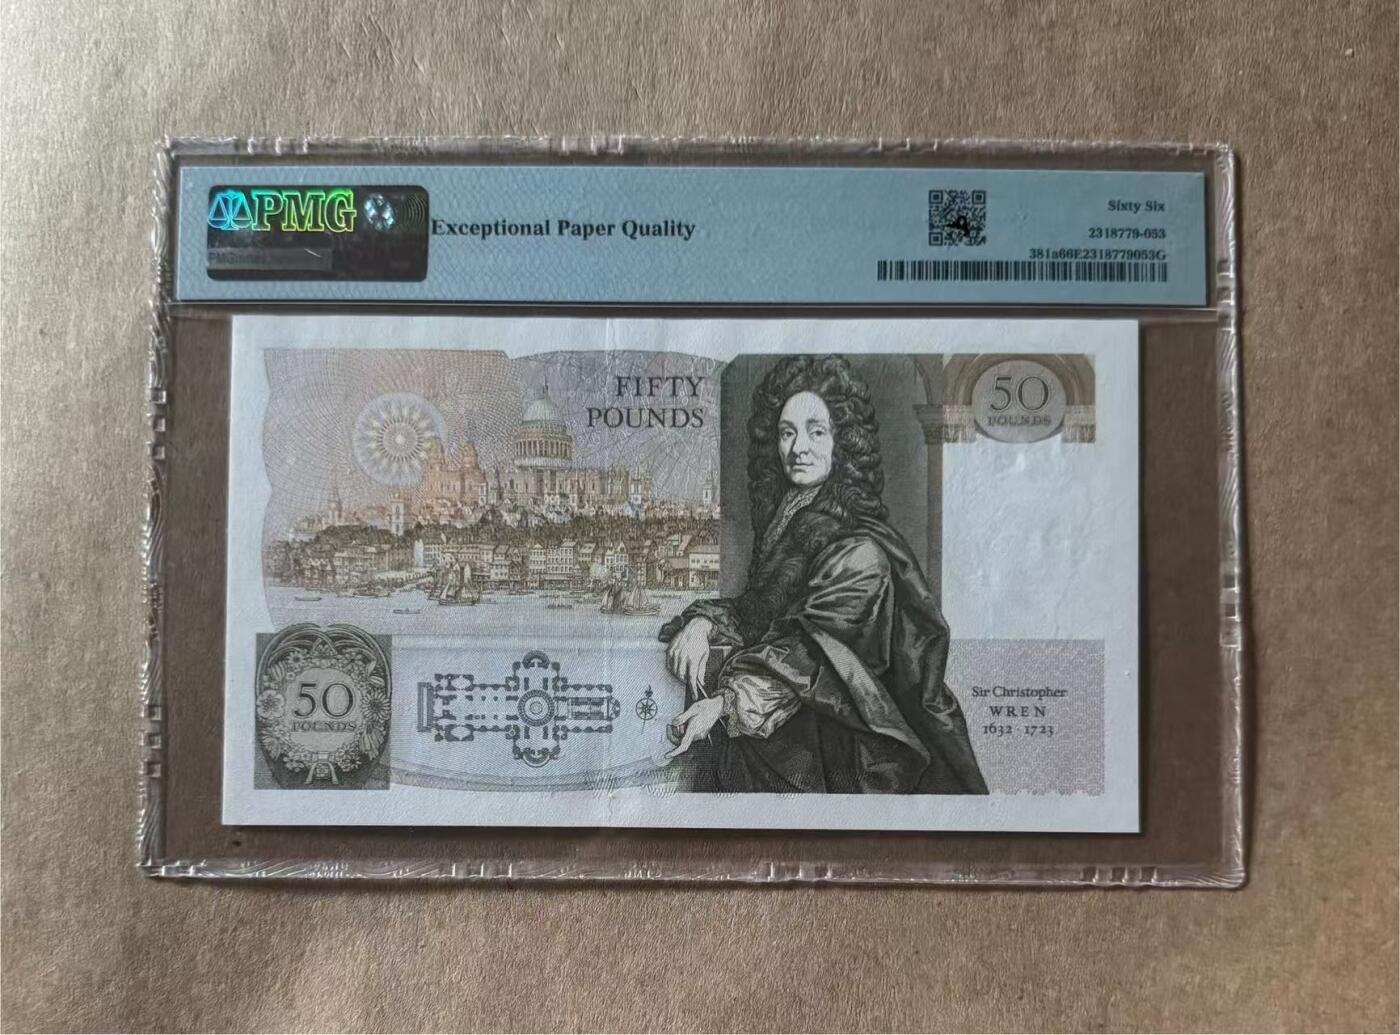 PMG
Exceptional Paper Quality
Sixty Six
2318779-053
381a66E2318779053G
FIFTY
POUNDS
50
POUNDS
50
POUNDS
Sir Christopher
WREN
1632 1723